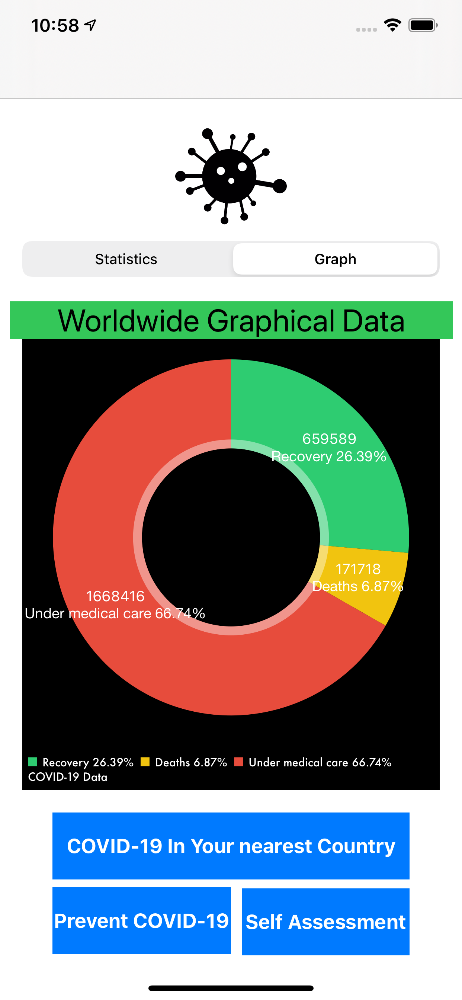 10:58
Statistics
Graph
Worldwide Graphical Data
659589
Recovery 26.39%
171718
Deaths 6.87%
1668416
Under medical care 66.74%
Recovery 26.39% Deaths 6.87% Under medical care 66.74%
COVID-19 Data
COVID-19 In Your nearest Country
Prevent COVID-19
Self Assessment